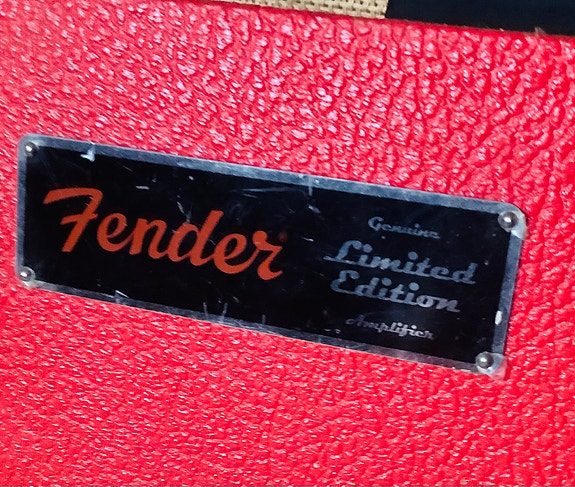 Fender
Genuine
Limited
Edition
Amplifier